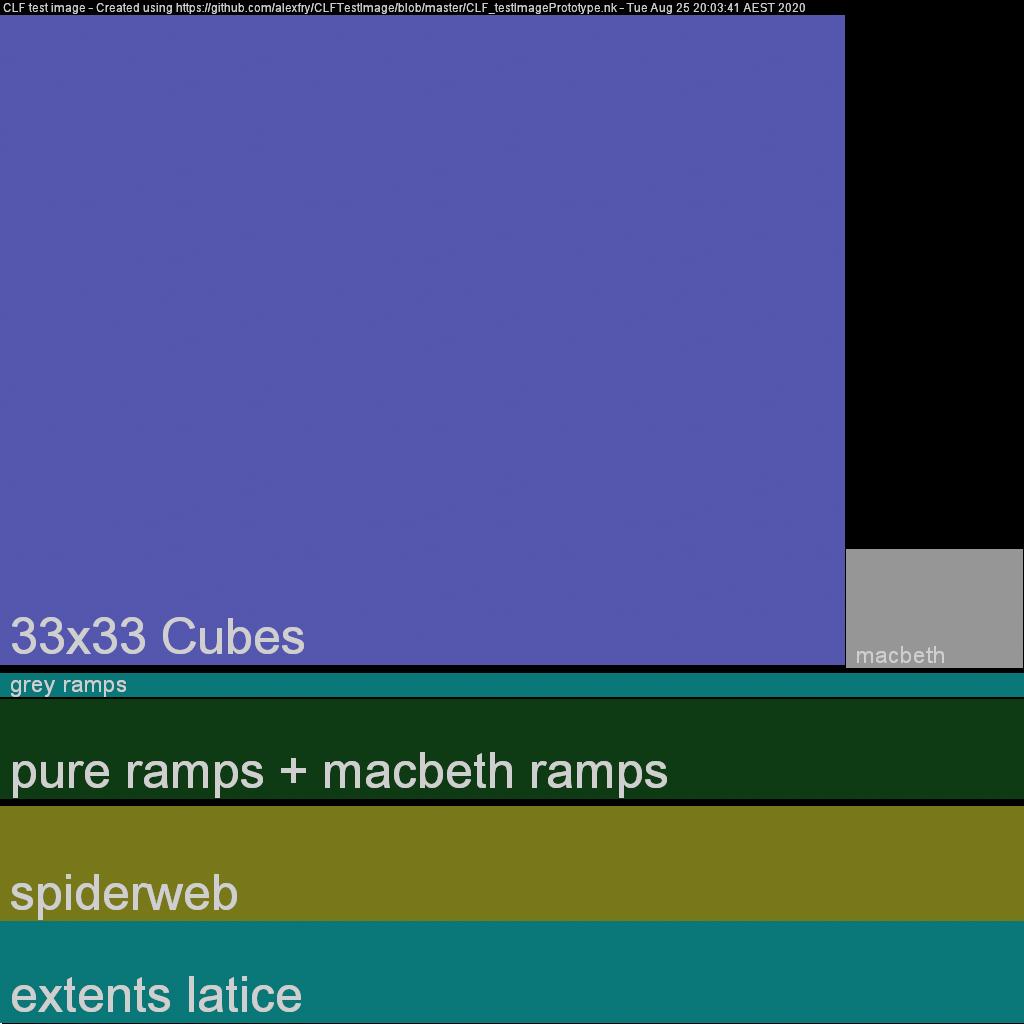 CLF test image - Created using https://github.com/alexfry/CLFTestImage/blob/master/CLF_testImagePrototype.nk - Tue Aug 25 20:03:41 AEST 2020
33x33 Cubes
macbeth
grey ramps
pure ramps + macbeth ramps
spiderweb
extents latice